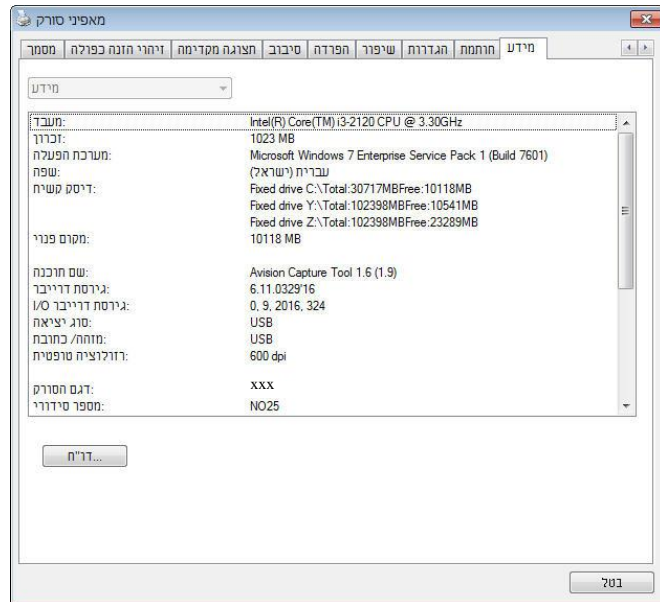 מאפיני סורק
מסמך זיהוי הזנה כפולה חצוגה מקדימה סיבוב הפרדה שיפור הגדרות חותמת מידע
מידע
מעבד: Intel(R) Core(TM) i3-2120 CPU @ 3.30GHz
זכרון: 1023 MB
מערכת הפעלה: Microsoft Windows 7 Enterprise Service Pack 1 (Build 7601)
שפה: עברית (ישראל)
דיסק קשיח: Fixed drive C:\Total:30717MBFree:10118MB
Fixed drive Y:\Total:102398MBFree:10541MB
Fixed drive Z:\Total:102398MBFree:23289MB
מקום פנוי: 10118 MB
שם תוכנה: Avision Capture Tool 1.6 (1.9)
גירסת דרייבר: 6.11.0329'16
גירסת דרייבר I/O: 0, 9, 2016, 324
סוג יציאה: USB
מזהה/ כתובת: USB
רזולוציה טופטית: 600 dpi
דגם הסורק: xxx
מספר סידורי: NO25
דו"ח...
בטל